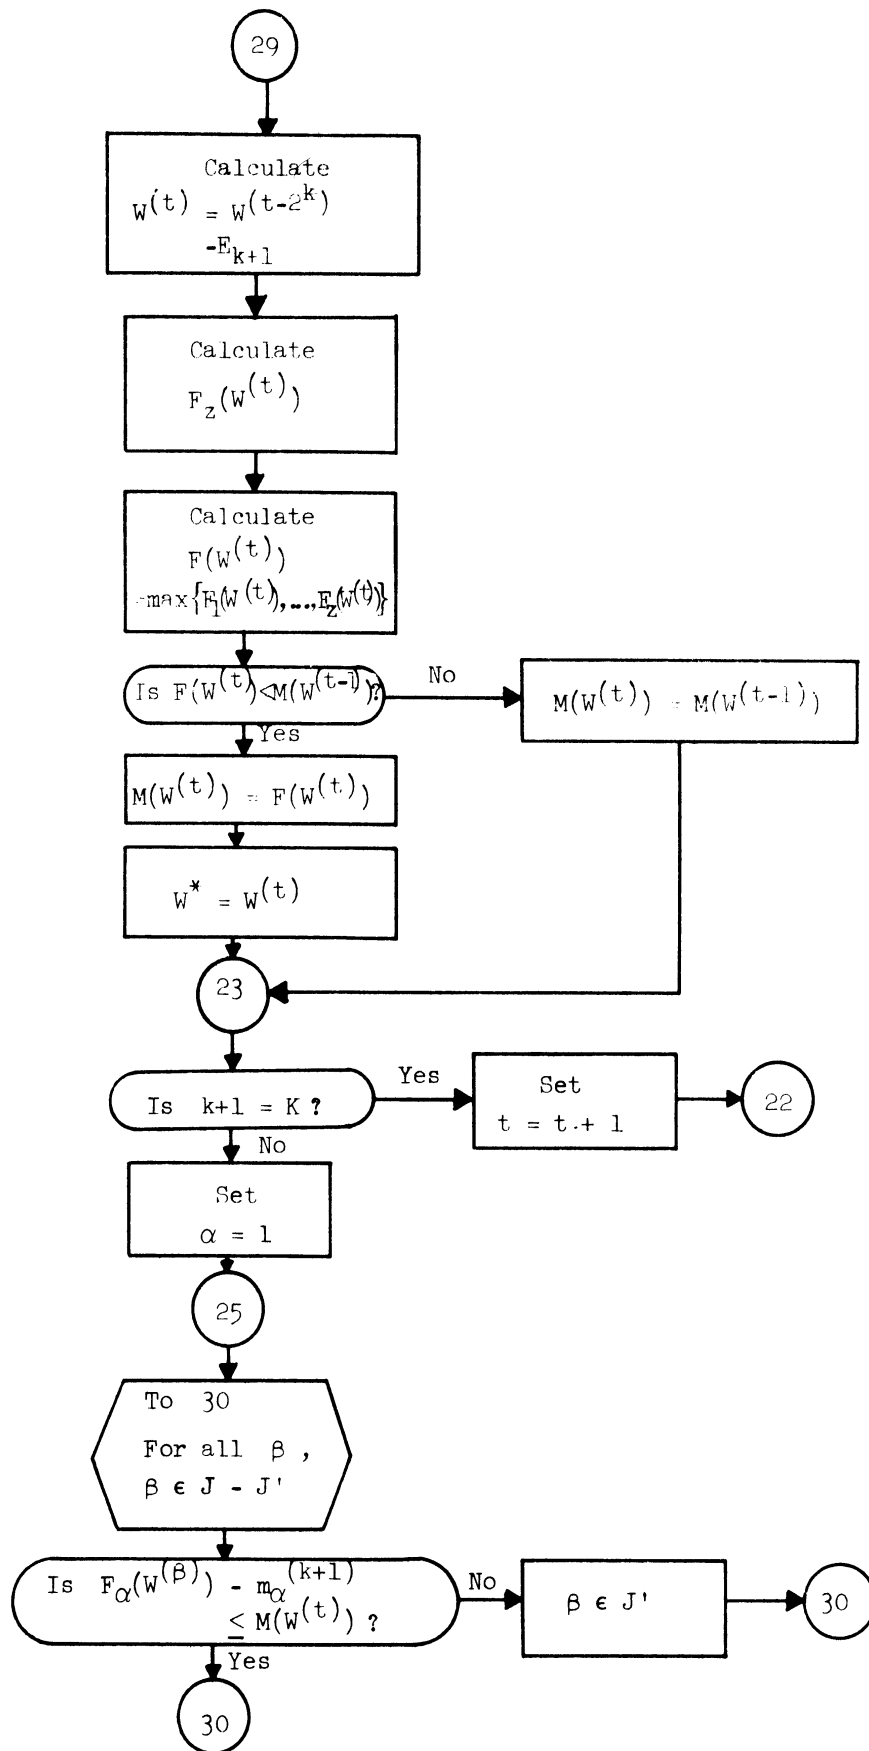 29
Calculate
W^(t) = W^(t-2^k)
-E_k+1
Calculate
F_z(W^(t))
Calculate
F(W^(t))
=max{F_1(W^(t)),...,F_z(W^(t))}
Is F(W^(t))<M(W^(t-1))?
No
M(W^(t)) = M(W^(t-1))
Yes
M(W^(t)) = F(W^(t))
W^* = W^(t)
23
Is k+1 = K ?
Yes
Set
t = t + 1
22
No
Set
α = 1
25
To 30
For all β ,
β ∈ J - J'
Is F_α(W^(β)) - m_α^(k+1)
≤ M(W^(t)) ?
No
β ∈ J'
30
Yes
30